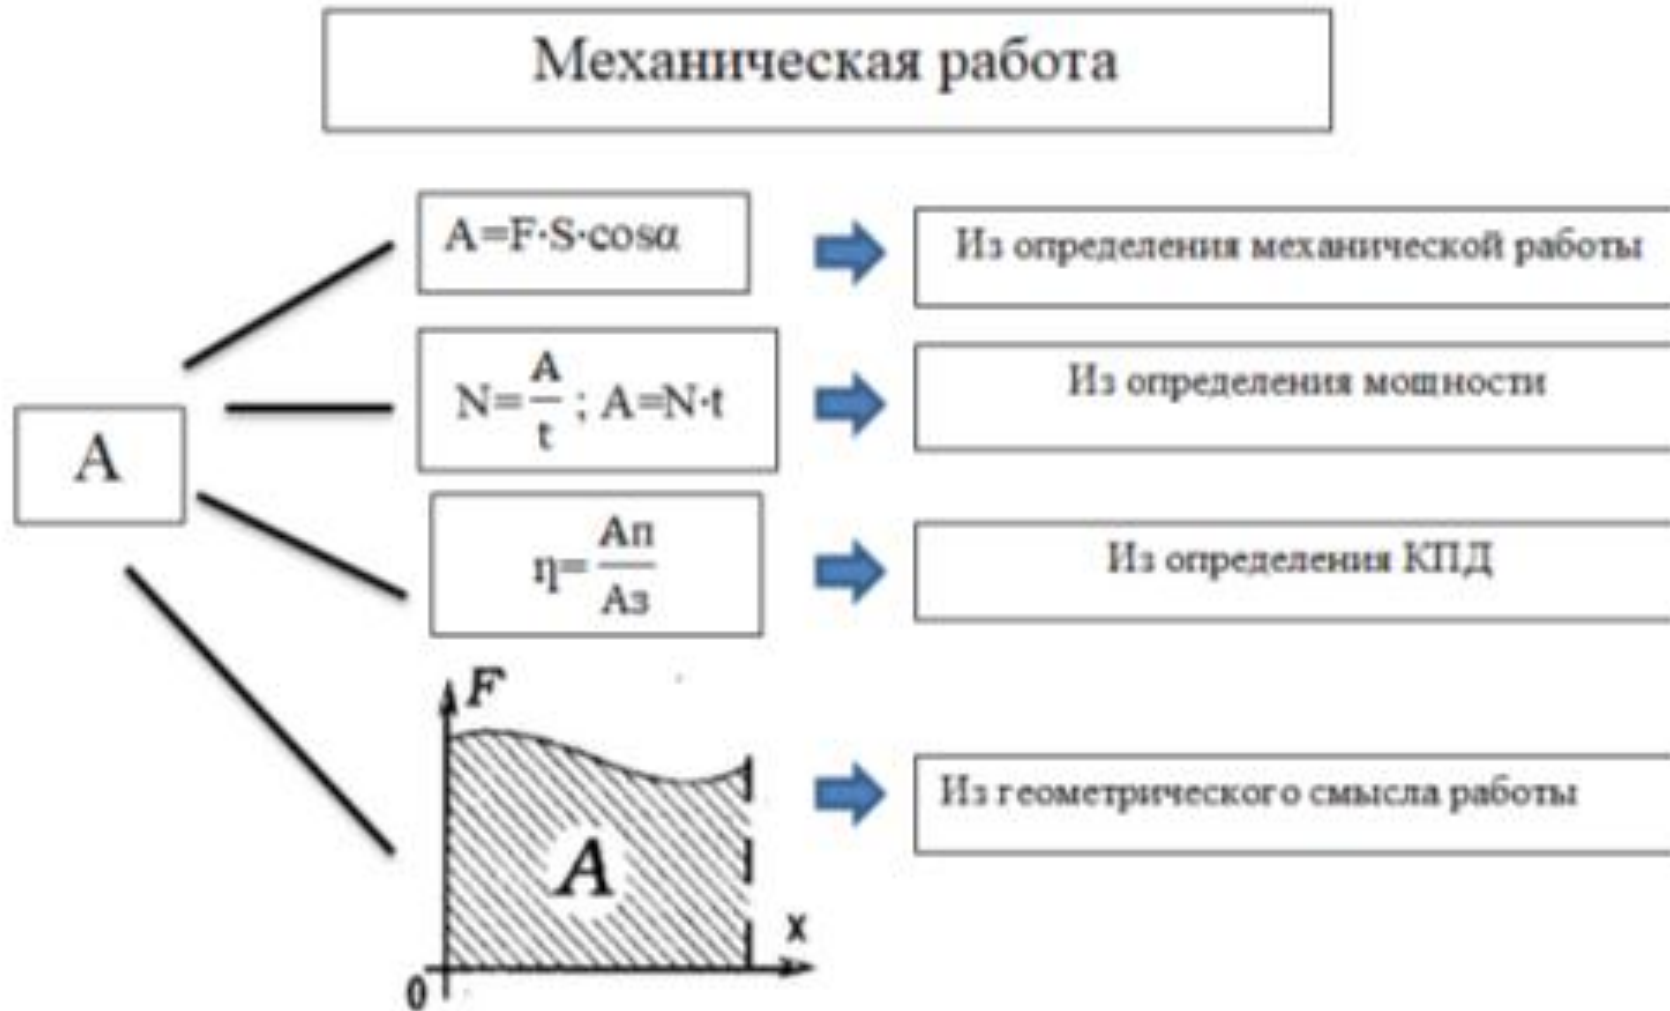 Механическая работа
A=F·S·cosα
Из определения механической работы
N=A/t ; A=N·t
Из определения мощности
A
η=Ап/Аз
Из определения КПД
F
A
x
0
Из геометрического смысла работы